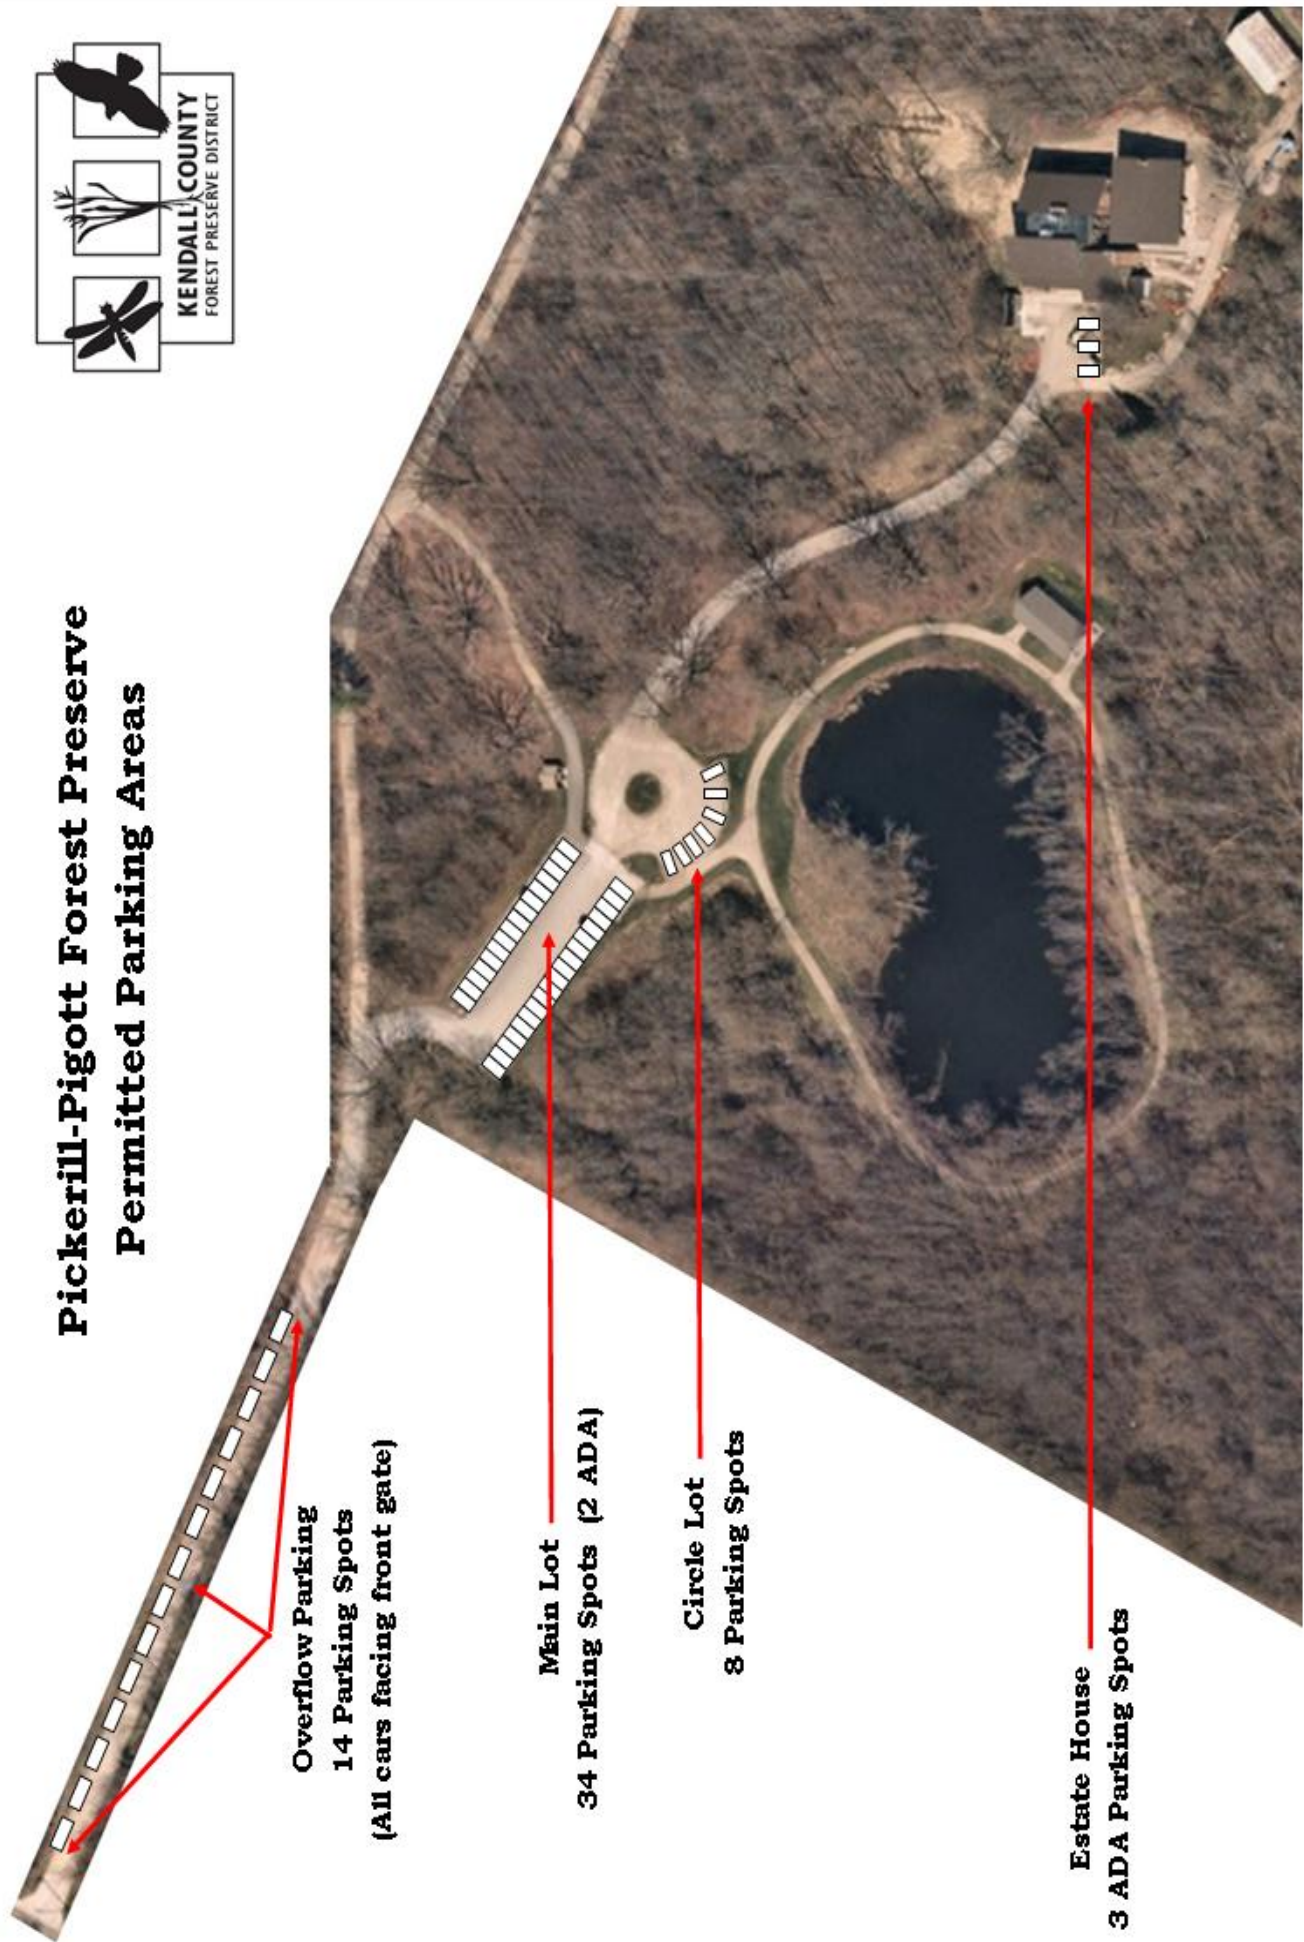 Pickerill-Pigott Forest Preserve
Permitted Parking Areas
KENDALL COUNTY
FOREST PRESERVE DISTRICT
Overflow Parking
14 Parking Spots
(All cars facing front gate)
Main Lot
34 Parking Spots (2 ADA)
Circle Lot
8 Parking Spots
Estate House
3 ADA Parking Spots